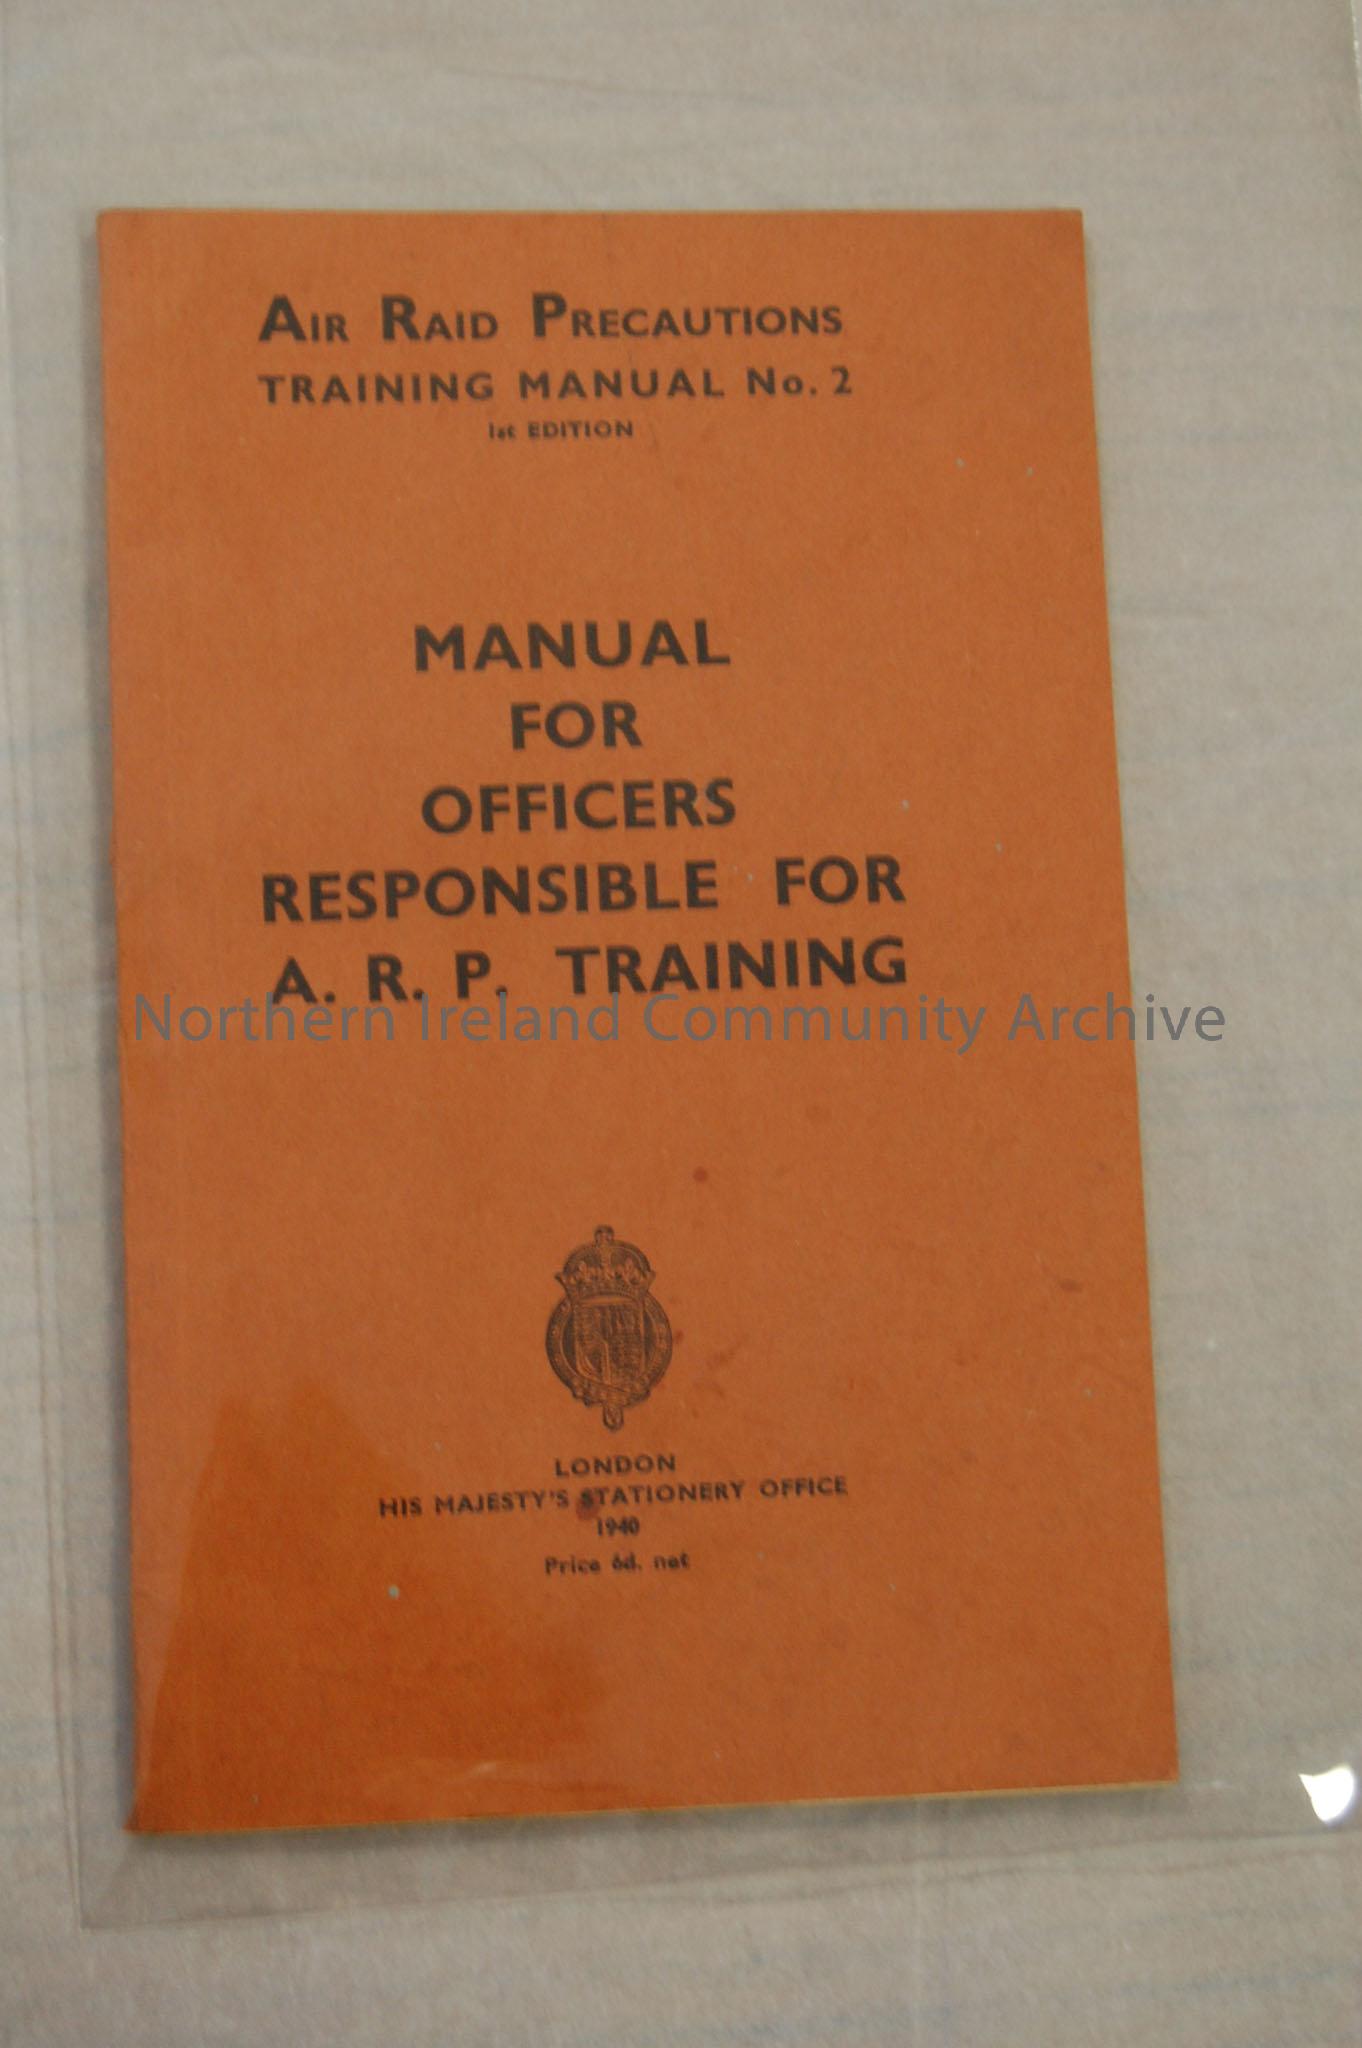 AIR RAID PRECAUTIONS
TRAINING MANUAL No. 2
1st EDITION
MANUAL
FOR
OFFICERS
RESPONSIBLE FOR
A. R. P. TRAINING
Northern Ireland Community Archive
LONDON
HIS MAJESTY'S STATIONERY OFFICE
1940
Price 6d. net